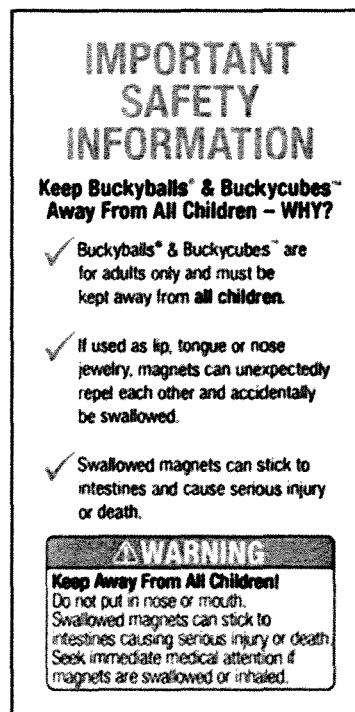 IMPORTANT
SAFETY
INFORMATION
Keep Buckyballs® & Buckycubes™
Away From All Children – WHY?
✓ Buckyballs® & Buckycubes™ are
for adults only and must be
kept away from all children.
✓ If used as lip, tongue or nose
jewelry, magnets can unexpectedly
repel each other and accidentally
be swallowed.
✓ Swallowed magnets can stick to
intestines and cause serious injury
or death.
⚠WARNING
Keep Away From All Children!
Do not put in nose or mouth.
Swallowed magnets can stick to
intestines causing serious injury or death.
Seek immediate medical attention if
magnets are swallowed or inhaled.